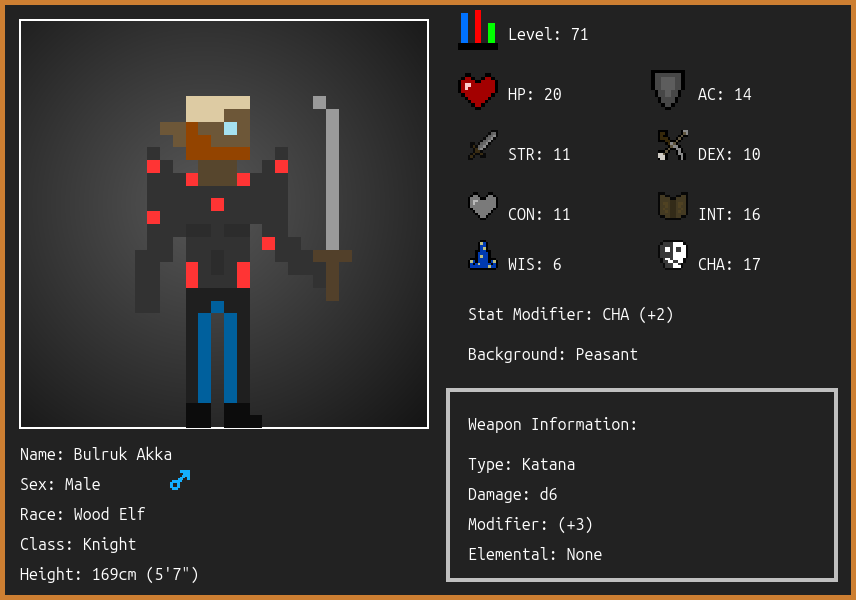 Level: 71
HP: 20
AC: 14
STR: 11
DEX: 10
CON: 11
INT: 16
WIS: 6
CHA: 17
Stat Modifier: CHA (+2)
Background: Peasant
Weapon Information:
Type: Katana
Damage: d6
Modifier: (+3)
Elemental: None
Name: Bulruk Akka
Sex: Male
Race: Wood Elf
Class: Knight
Height: 169cm (5'7")